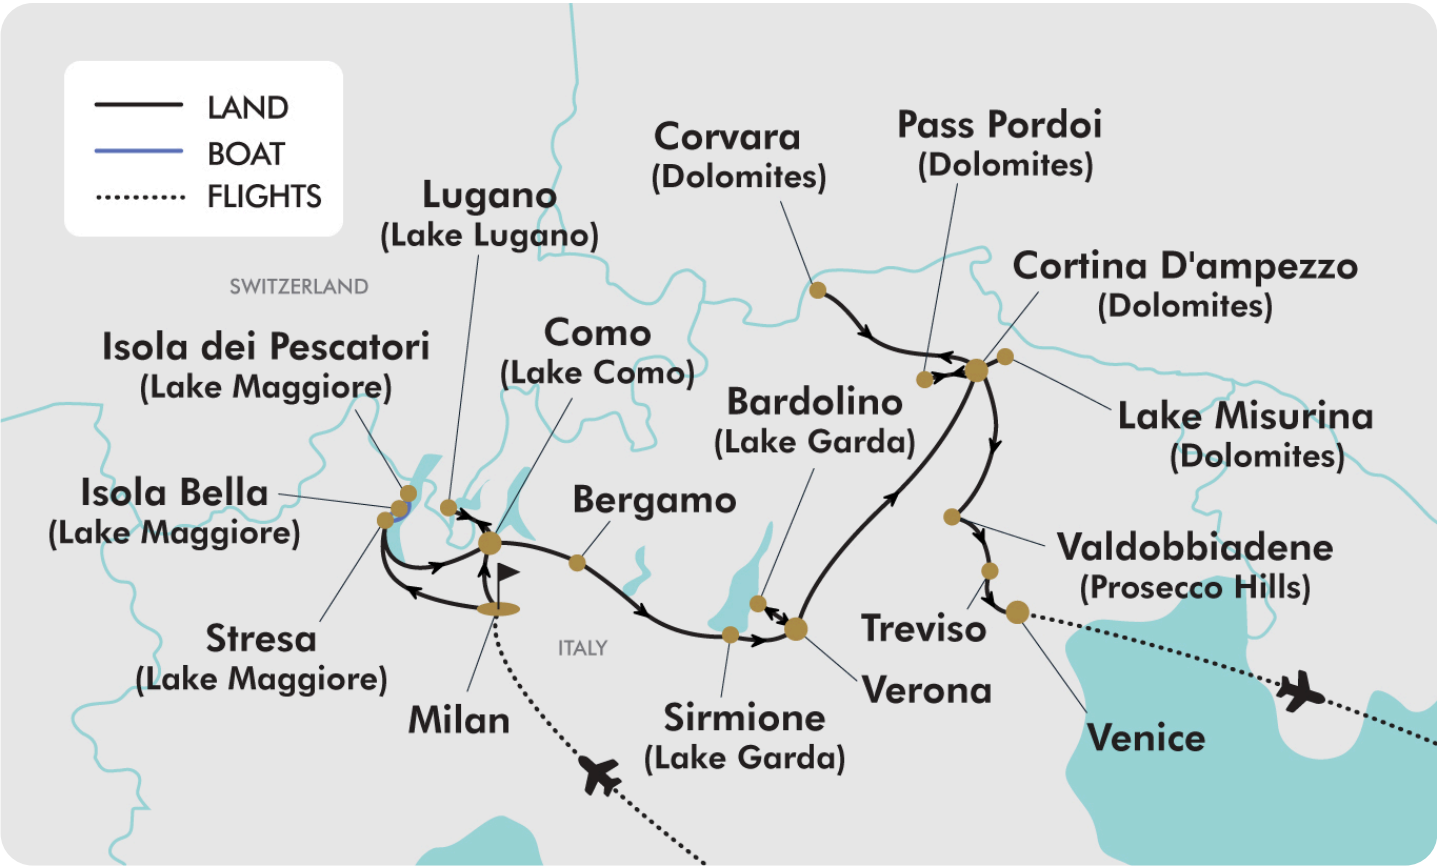 LAND
BOAT
FLIGHTS
Corvara
(Dolomites)
Pass Pordoi
(Dolomites)
Lugano
(Lake Lugano)
Cortina D'ampezzo
(Dolomites)
SWITZERLAND
Isola dei Pescatori
(Lake Maggiore)
Como
(Lake Como)
Bardolino
(Lake Garda)
Lake Misurina
(Dolomites)
Isola Bella
(Lake Maggiore)
Bergamo
Valdobbiadene
(Prosecco Hills)
Stresa
(Lake Maggiore)
ITALY
Treviso
Milan
Verona
Sirmione
(Lake Garda)
Venice